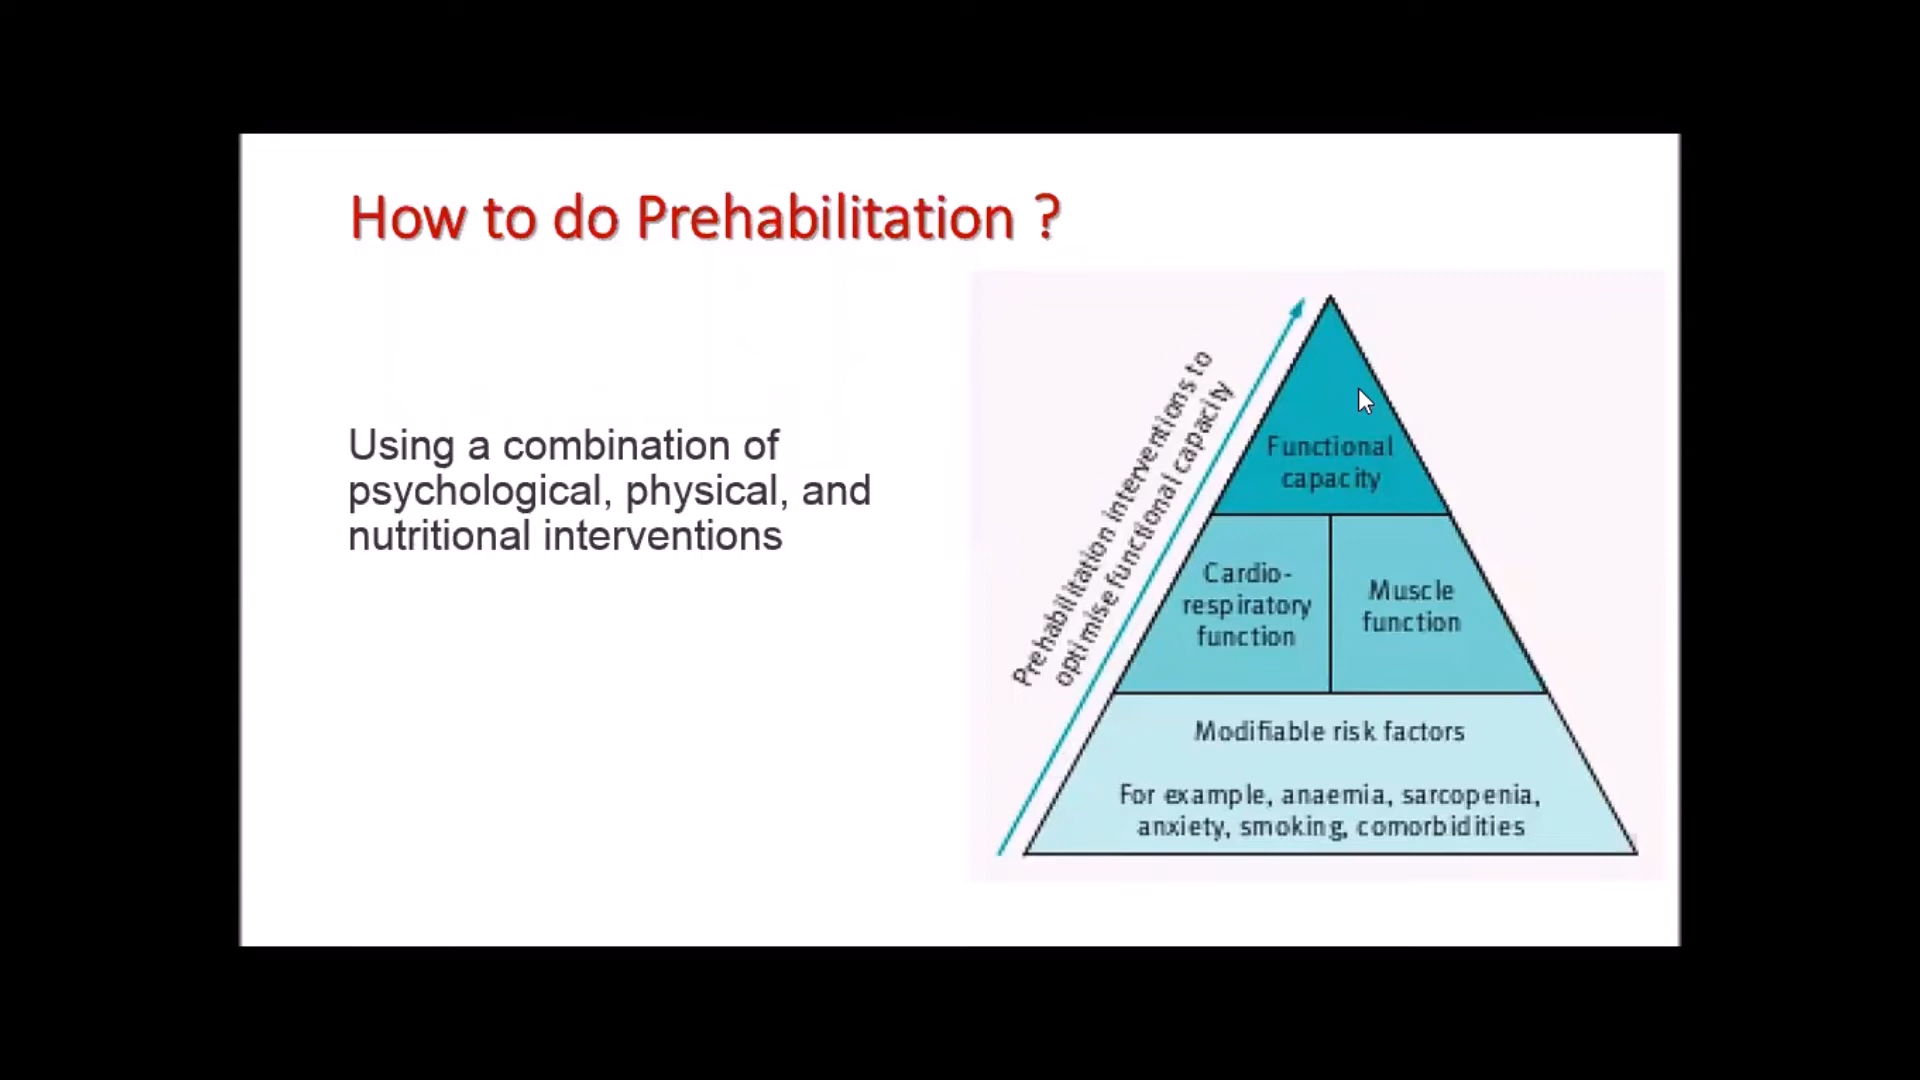 How to do Prehabilitation ?
Using a combination of
psychological, physical, and
nutritional interventions
Prehabilitation interventions to
optimise functional capacity
Functional
capacity
Cardio-
respiratory
function
Muscle
function
Modifiable risk factors
For example, anaemia, sarcopenia,
anxiety, smoking, comorbidities